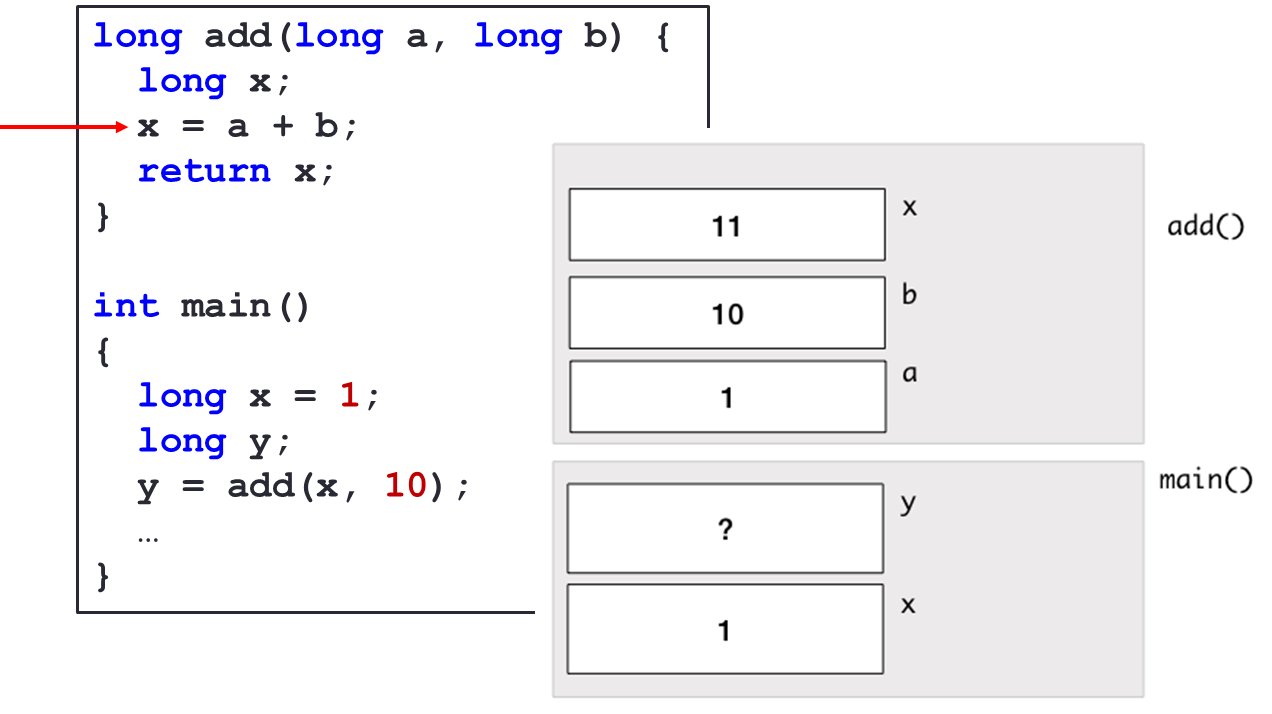 long add(long a, long b) {
long x;
x = a + b;
return x;
}
int main()
{
long x = 1;
long y;
y = add(x, 10);
…
}
11 x
add()
10 b
1 a
main()
? y
1 x